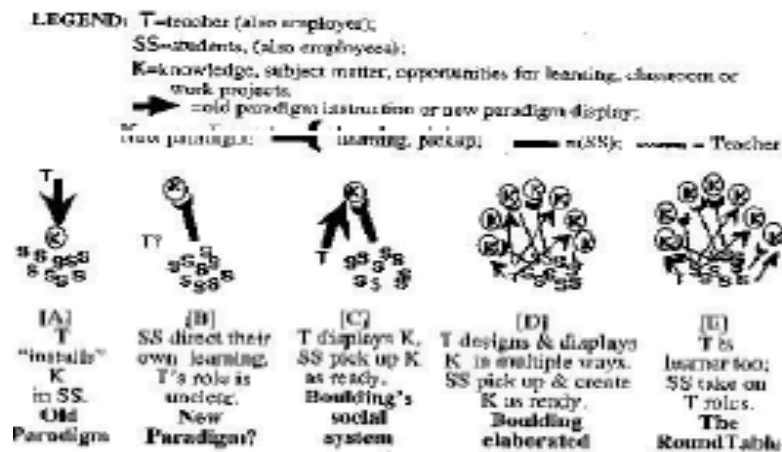 LEGEND: T=teacher (also employer);
SS=students, (also employees);
K=knowledge, subject matter, opportunities for learning, classroom or
work projects.
=old paradigm instruction or new paradigm display;
New paradigm: learning, pickup; (SS); = Teacher
T
K
K
T?
K
T
K K K K K K K
K K K K K K K
T
[A]
T
"installs"
K
in SS.
Old
Paradigm
[B]
SS direct their
own learning.
T's role is
unclear.
New
Paradigm?
[C]
T displays K,
SS pick up K
as ready.
Boulding's
social
system
[D]
T designs & displays
K in multiple ways.
SS pick up & create
K as ready.
Boulding
elaborated
[E]
T is
learner too;
SS take on
T roles.
The
RoundTable